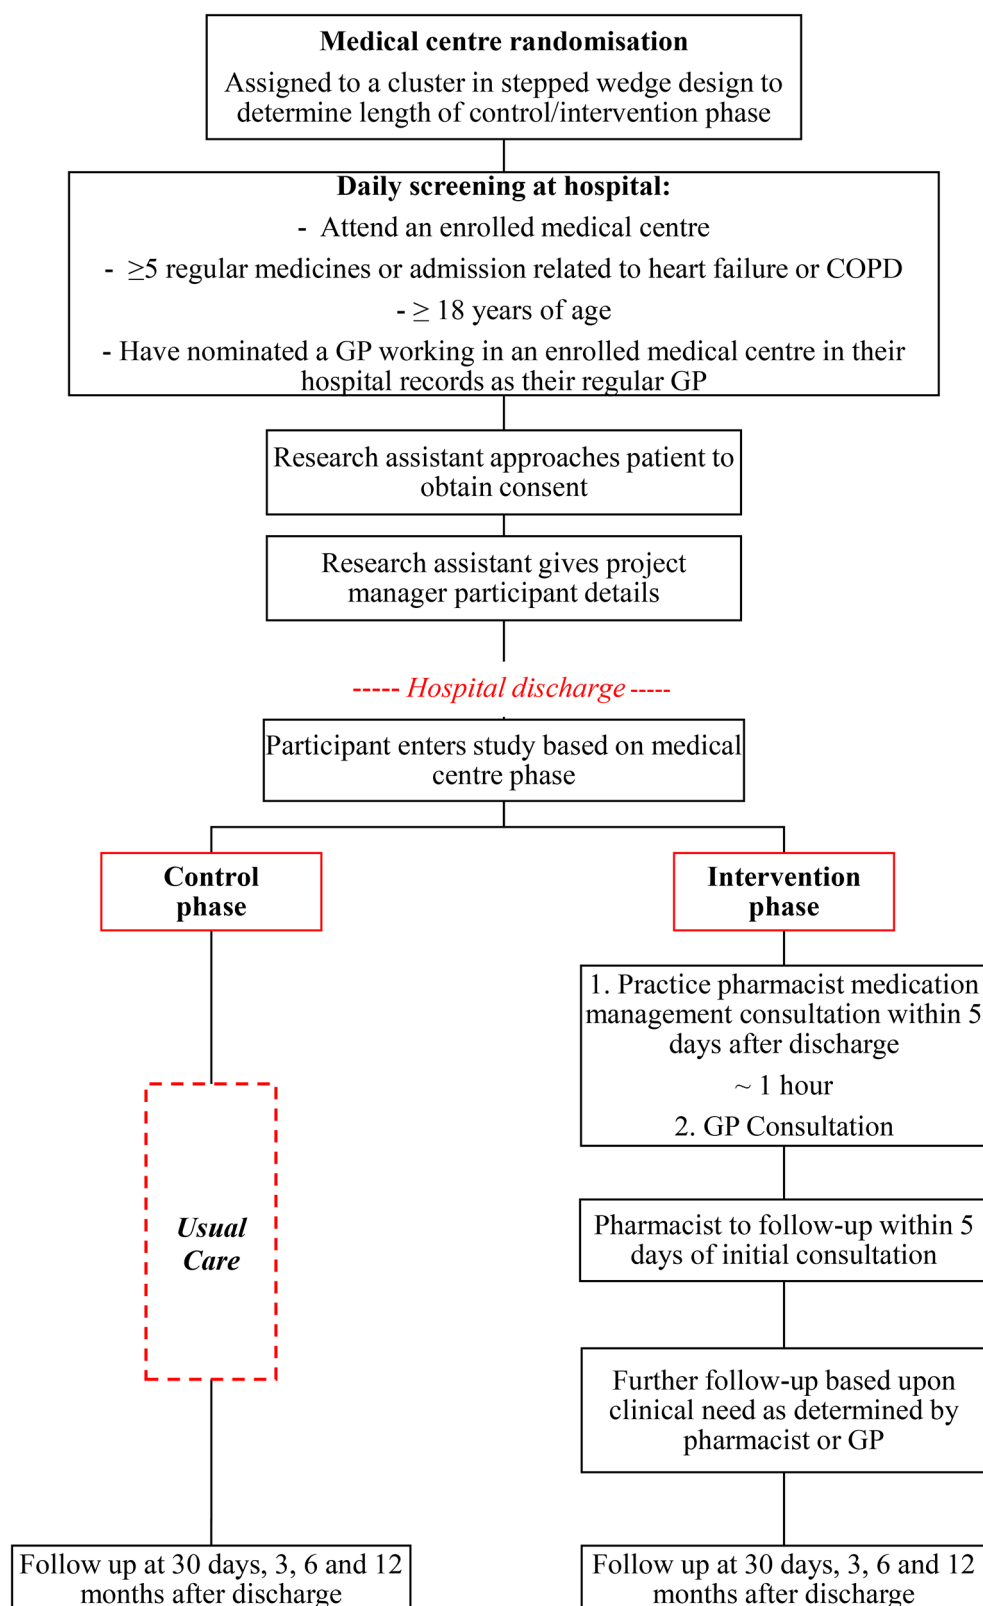 Medical centre randomisation
Assigned to a cluster in stepped wedge design to
determine length of control/intervention phase
Daily screening at hospital:
- Attend an enrolled medical centre
- ≥5 regular medicines or admission related to heart failure or COPD
- ≥ 18 years of age
- Have nominated a GP working in an enrolled medical centre in their
hospital records as their regular GP
Research assistant approaches patient to
obtain consent
Research assistant gives project
manager participant details
----- Hospital discharge -----
Participant enters study based on medical
centre phase
Control
phase
Usual
Care
Follow up at 30 days, 3, 6 and 12
months after discharge
Intervention
phase
1. Practice pharmacist medication
management consultation within 5
days after discharge
~ 1 hour
2. GP Consultation
Pharmacist to follow-up within 5
days of initial consultation
Further follow-up based upon
clinical need as determined by
pharmacist or GP
Follow up at 30 days, 3, 6 and 12
months after discharge